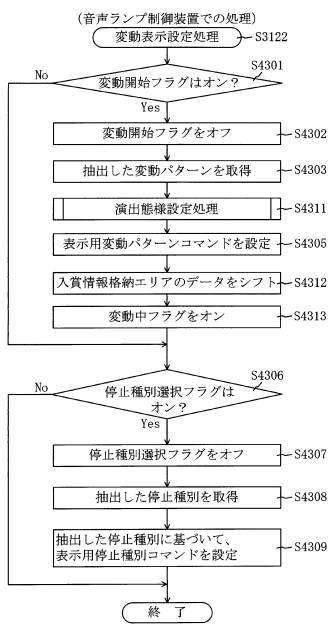 (音声ランプ制御装置での処理)
変動表示設定処理
S3122
S4301
No
変動開始フラグはオン?
Yes
変動開始フラグをオフ
S4302
抽出した変動パターンを取得
S4303
演出態様設定処理
S4311
表示用変動パターンコマンドを設定
S4305
入賞情報格納エリアのデータをシフト
S4312
変動中フラグをオン
S4313
S4306
No
停止種別選択フラグは
オン?
Yes
停止種別選択フラグをオフ
S4307
抽出した停止種別を取得
S4308
抽出した停止種別に基づいて、
表示用停止種別コマンドを設定
S4309
終 了